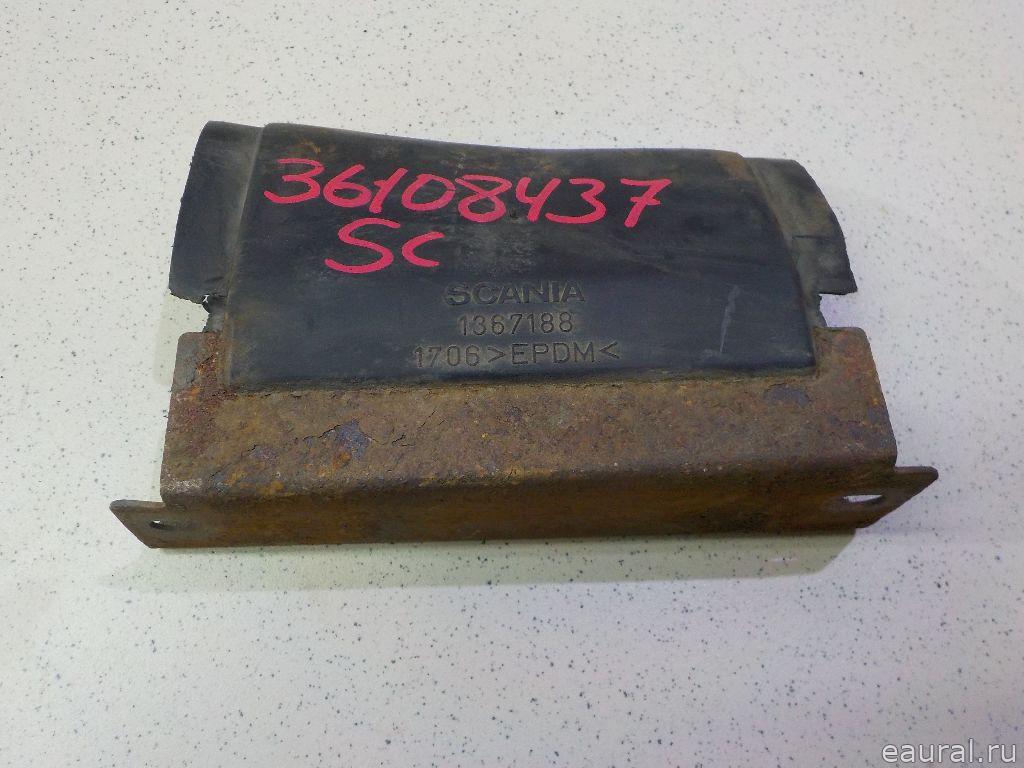 36108437
SC
SCANIA
1367188
1706 >EPDM<
eaural.ru